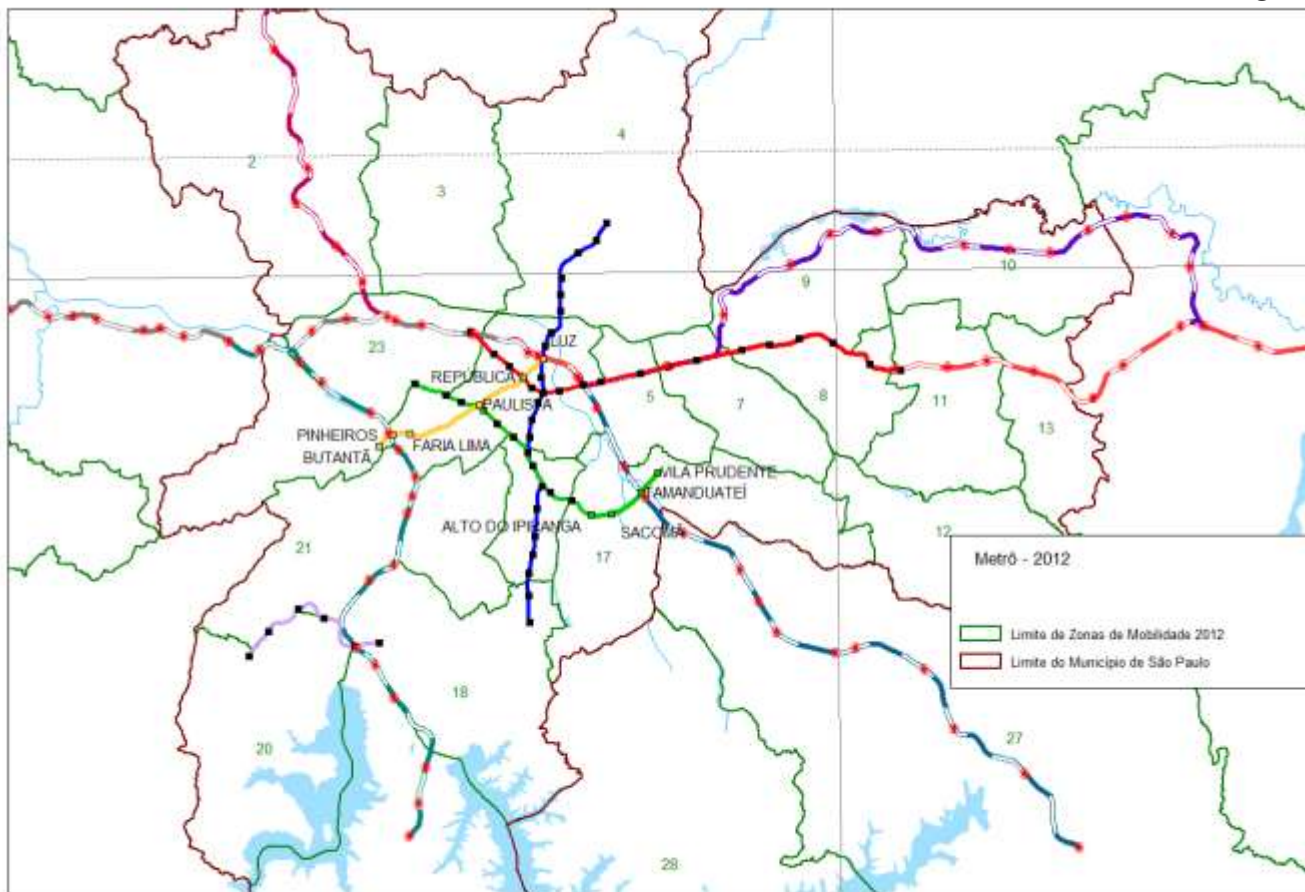 2
4
3
9
10
LUZ
23
REPÚBLICA
5
7
8
11
PAULISTA
13
PINHEIROS
FARIA LIMA
BUTANTÃ
VILA PRUDENTE
TAMANDUATEÍ
ALTO DO IPIRANGA
SACOMÃ
12
21
17
Metrô - 2012
Limite de Zonas de Mobilidade 2012
Limite do Município de São Paulo
18
20
27
28